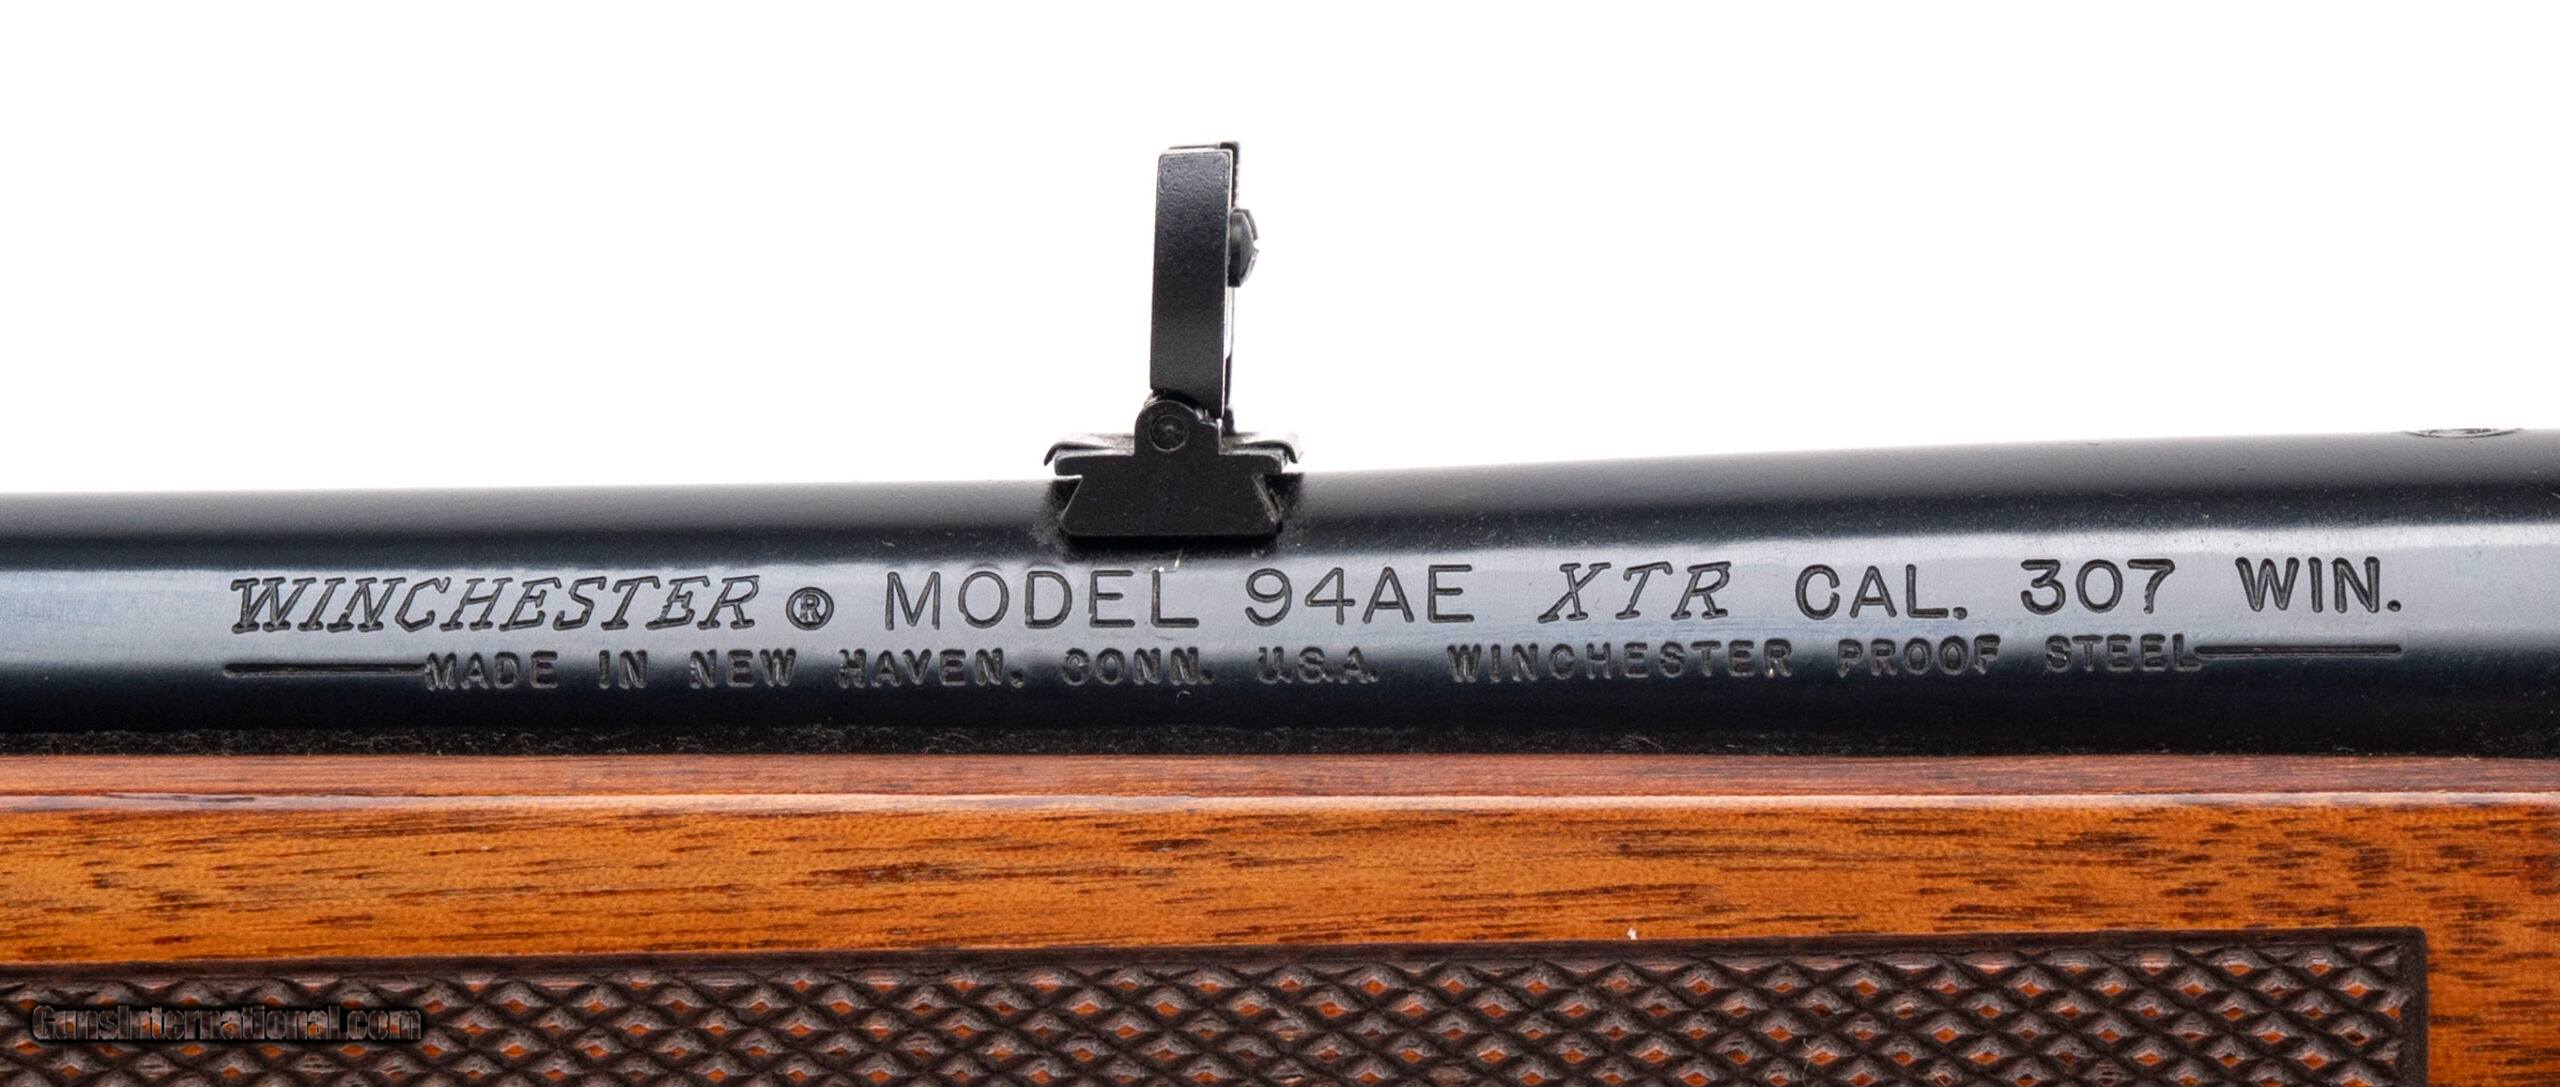 WINCHESTER ® MODEL 94AE XTR CAL. 307 WIN.
MADE IN NEW HAVEN, CONN. U.S.A. WINCHESTER PROOF STEEL
GunsInternational.com